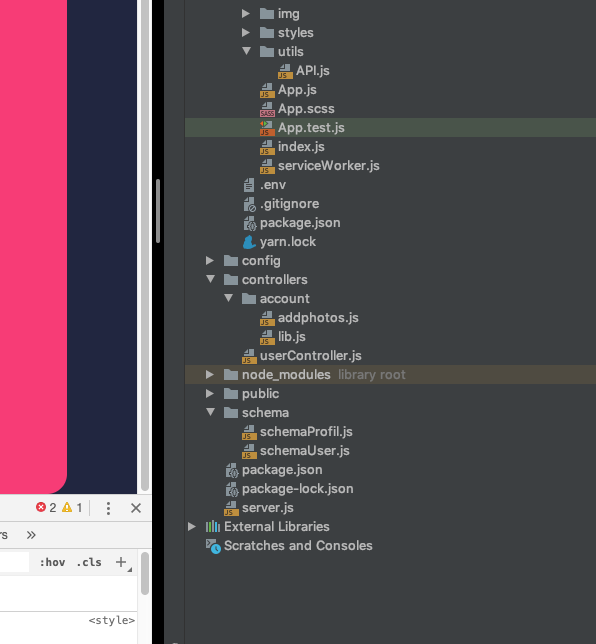 img
styles
utils
API.js
App.js
App.scss
App.test.js
index.js
serviceWorker.js
.env
.gitignore
package.json
yarn.lock
config
controllers
account
addphotos.js
lib.js
userController.js
node_modules library root
public
schema
schemaProfil.js
schemaUser.js
package.json
package-lock.json
server.js
External Libraries
Scratches and Consoles
2 1
rs »
:hov .cls +
<style>